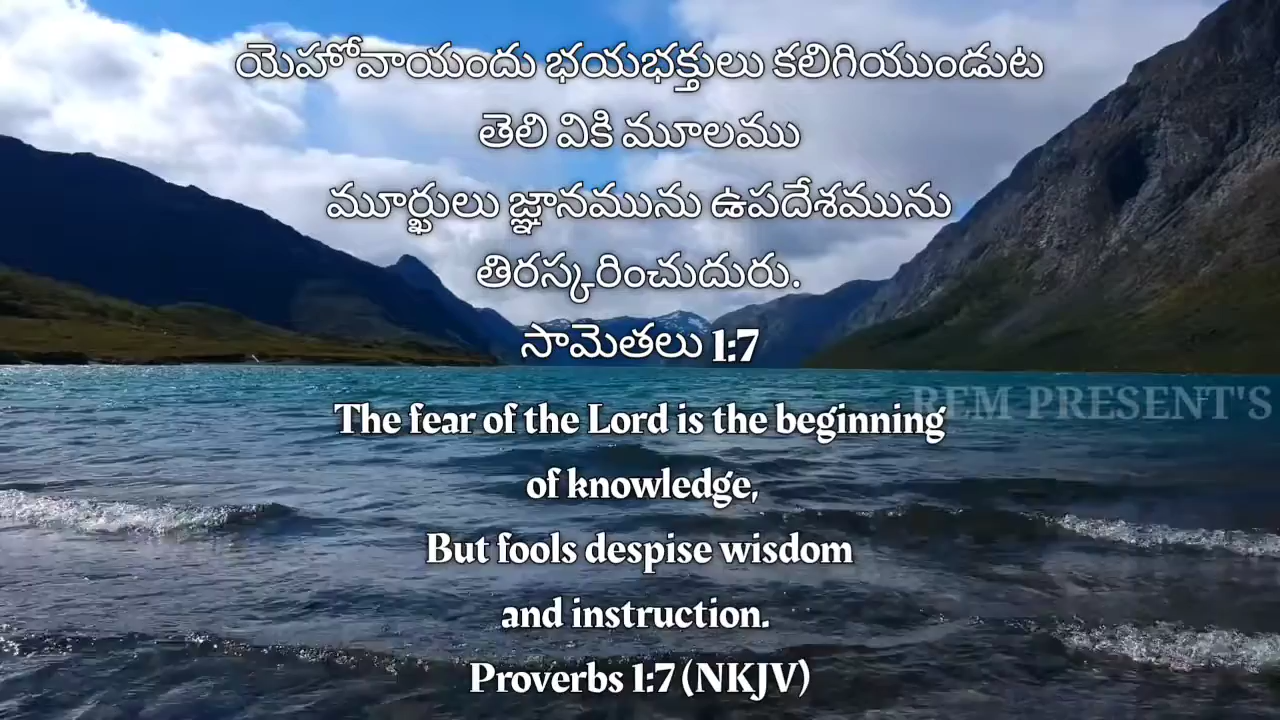 యెహోవాయందు భయభక్తులు కలిగియుండుట
తెలి వికి మూలము
మూర్ఖులు జ్ఞానమును ఉపదేశమును
తిరస్కరించుదురు.
సామెతలు 1:7
REM PRESENT'S
The fear of the Lord is the beginning
of knowledge,
But fools despise wisdom
and instruction.
Proverbs 1:7 (NKJV)